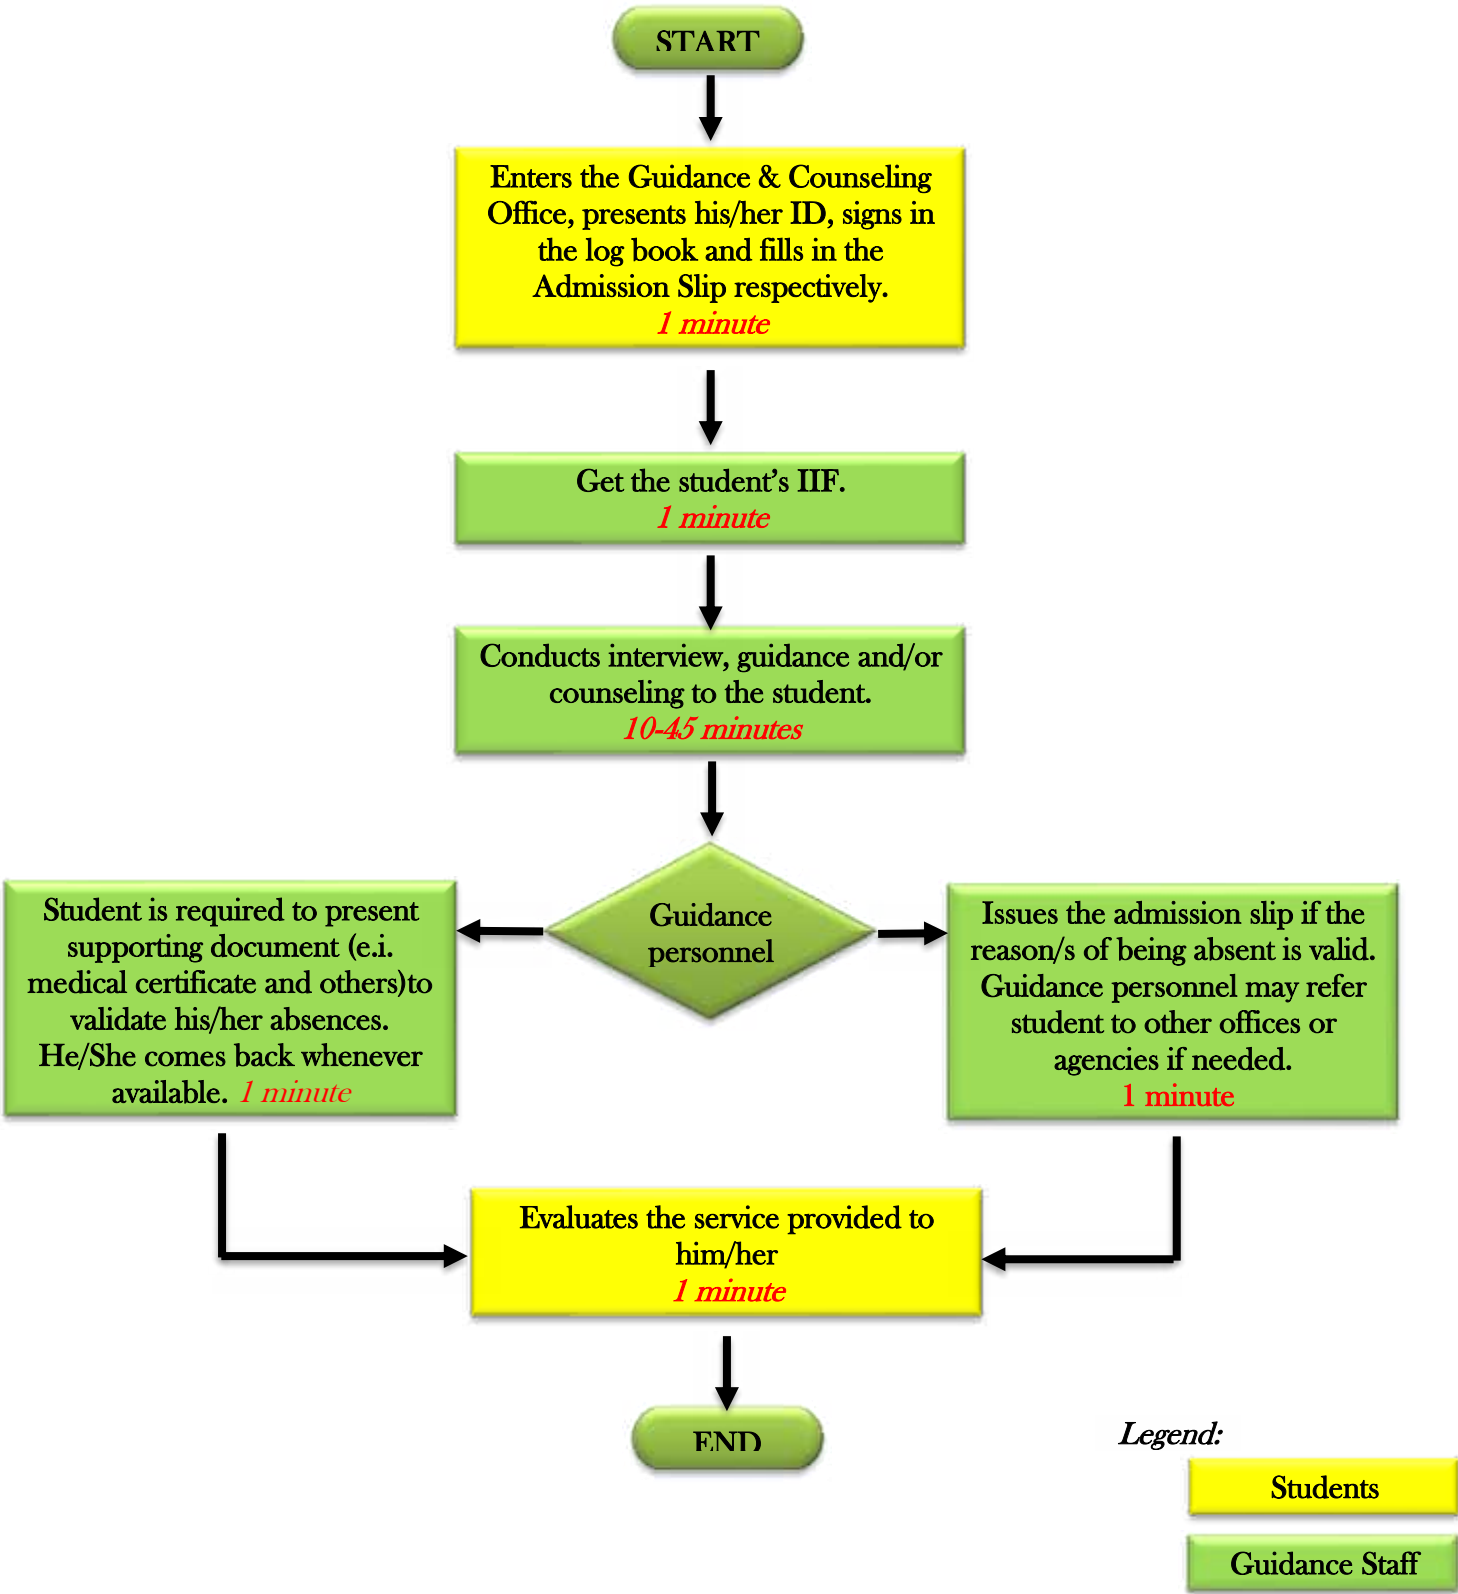 START
Enters the Guidance & Counseling
Office, presents his/her ID, signs in
the log book and fills in the
Admission Slip respectively.
1 minute
Get the student’s IIF.
1 minute
Conducts interview, guidance and/or
counseling to the student.
10-45 minutes
Guidance
personnel
Student is required to present
supporting document (e.i.
medical certificate and others)to
validate his/her absences.
He/She comes back whenever
available. 1 minute
Issues the admission slip if the
reason/s of being absent is valid.
Guidance personnel may refer
student to other offices or
agencies if needed.
1 minute
Evaluates the service provided to
him/her
1 minute
END
Legend:
Students
Guidance Staff